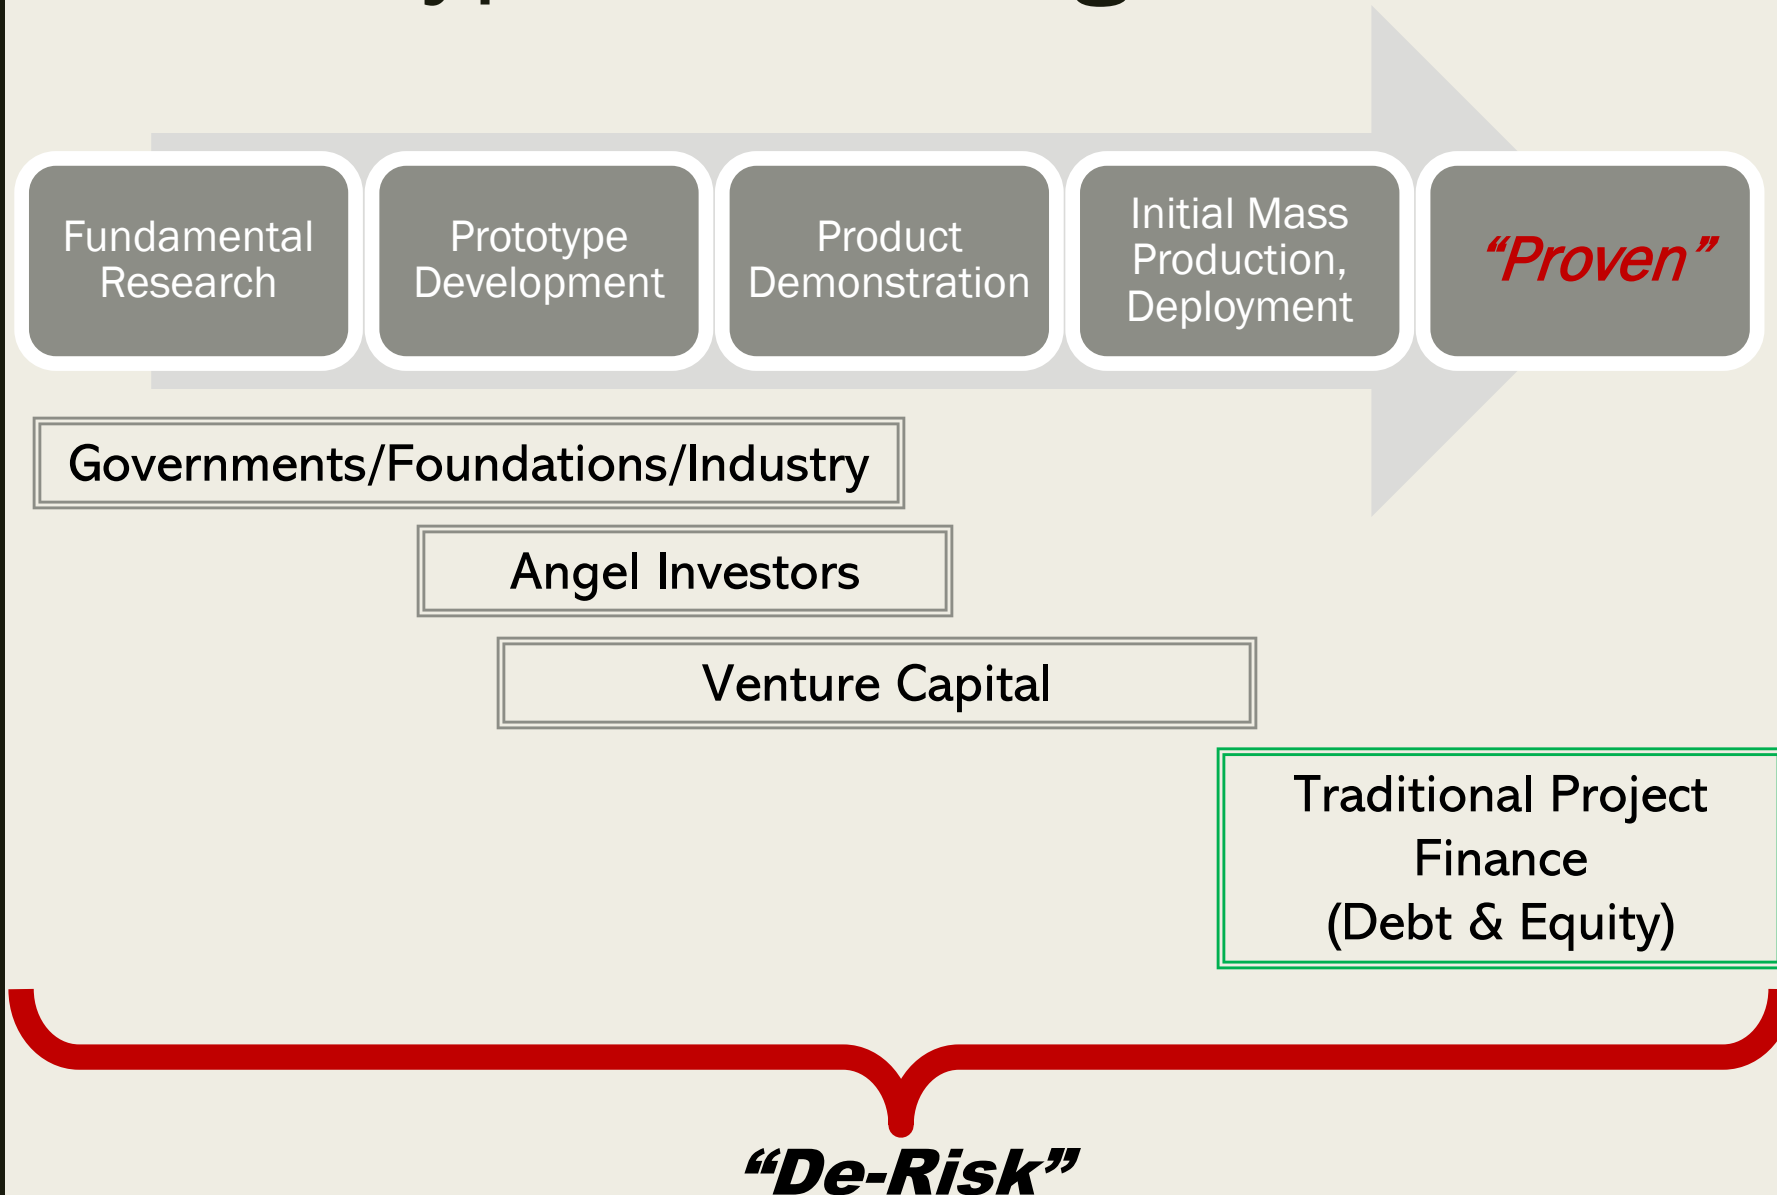 Fundamental
Research
Prototype
Development
Product
Demonstration
Initial Mass
Production,
Deployment
“Proven”
Governments/Foundations/Industry
Angel Investors
Venture Capital
Traditional Project
Finance
(Debt & Equity)
“De-Risk”